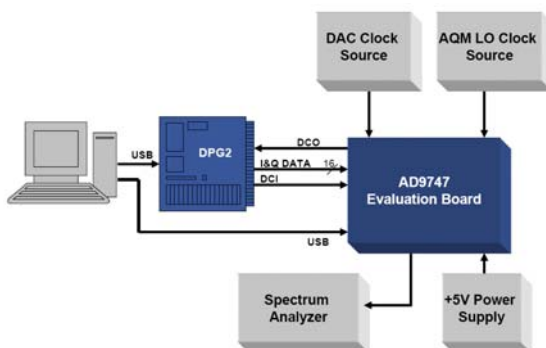 DAC Clock
Source
AQM LO Clock
Source
USB
DPG2
DCO
I&Q DATA
16
DCI
AD9747
Evaluation Board
USB
Spectrum
Analyzer
+5V Power
Supply